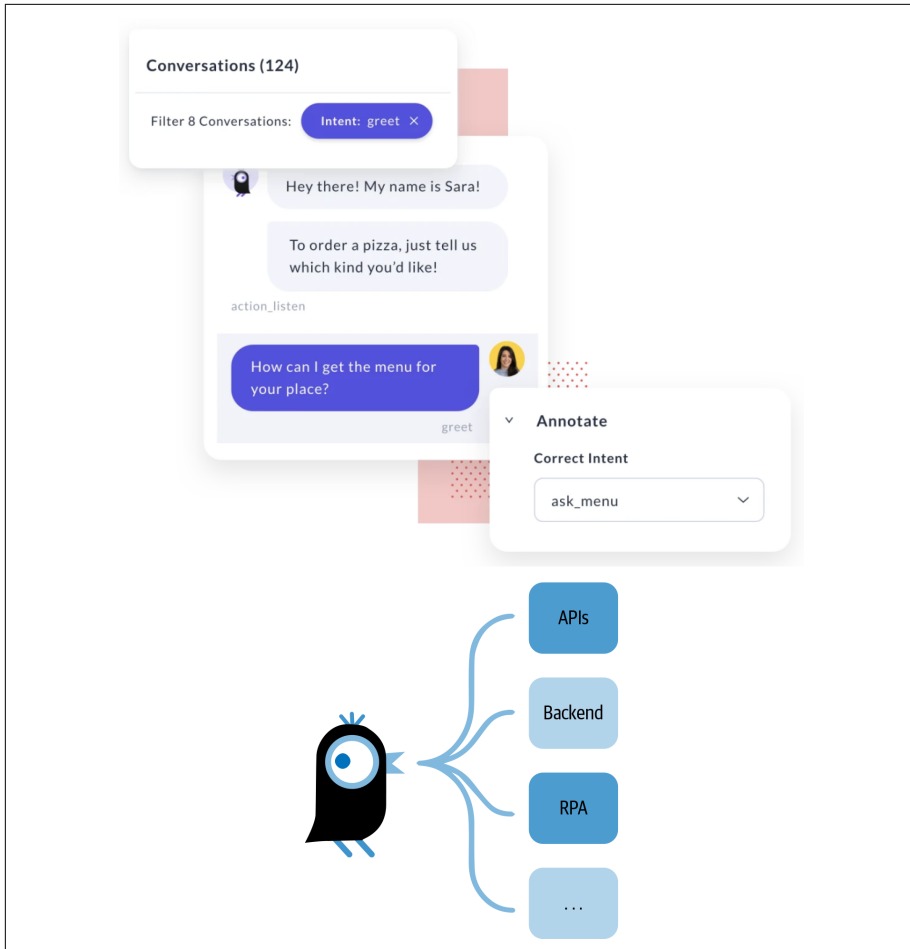 Conversations (124)
Filter 8 Conversations: Intent: greet ×
Hey there! My name is Sara!
To order a pizza, just tell us
which kind you’d like!
action_listen
How can I get the menu for
your place?
greet
Annotate
Correct Intent
ask_menu
APIs
Backend
RPA
...